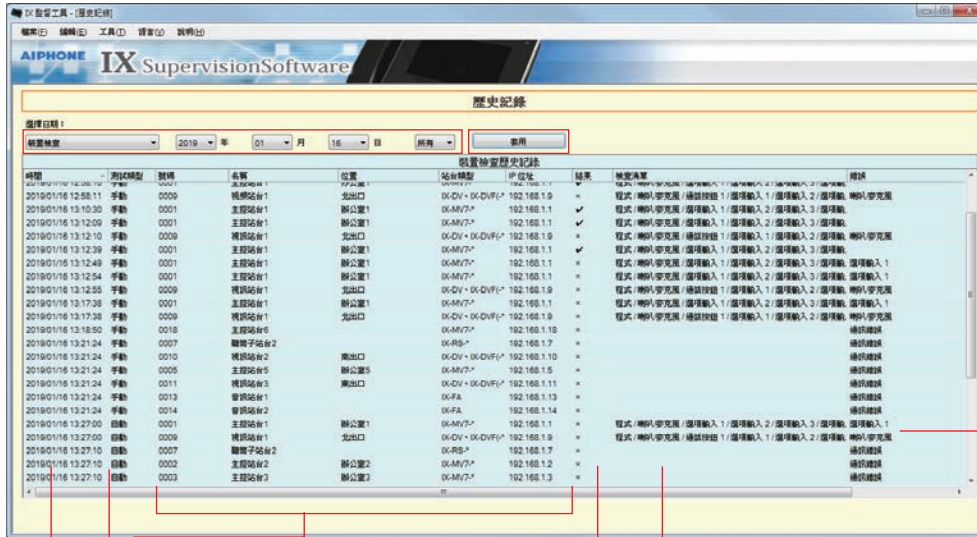 IX 監督工具 - [歷史記錄]
檔案(F) 編輯(E) 工具(T) 語言(V) 說明(H)
AIPHONE IX SupervisionSoftware
歷史記錄
選擇日期：
裝置檢查 2019 年 01 月 16 日 所有 套用
裝置檢查歷史記錄
時間 測試類型 號碼 名稱 位置 站台類型 IP 位址 結果 檢查清單 錯誤
2019/01/16 12:58:10 手動 0001 主控站台1 辦公室1 IX-MV7-* 192.168.1.1 ✔ 程式/喇叭/麥克風/選項輸入 1/選項輸入 2/選項輸入 3/選項輸
2019/01/16 12:58:11 手動 0009 視頻站台1 北出口 IX-DV、IX-DVF(-* 192.168.1.9 × 程式/喇叭/麥克風/通話按鈕 1/選項輸入 1/選項輸入 2/選項輸 喇叭/麥克風
2019/01/16 13:10:30 手動 0001 主控站台1 辦公室1 IX-MV7-* 192.168.1.1 ✔ 程式/喇叭/麥克風/選項輸入 1/選項輸入 2/選項輸入 3/選項輸
2019/01/16 13:12:09 手動 0001 主控站台1 辦公室1 IX-MV7-* 192.168.1.1 ✔ 程式/喇叭/麥克風/選項輸入 1/選項輸入 2/選項輸入 3/選項輸
2019/01/16 13:12:10 手動 0009 視訊站台1 北出口 IX-DV、IX-DVF(-* 192.168.1.9 × 程式/喇叭/麥克風/通話按鈕 1/選項輸入 1/選項輸入 2/選項輸 喇叭/麥克風
2019/01/16 13:12:39 手動 0001 主控站台1 辦公室1 IX-MV7-* 192.168.1.1 ✔ 程式/喇叭/麥克風/選項輸入 1/選項輸入 2/選項輸入 3/選項輸
2019/01/16 13:12:49 手動 0001 主控站台1 辦公室1 IX-MV7-* 192.168.1.1 × 程式/喇叭/麥克風/選項輸入 1/選項輸入 2/選項輸入 3/選項輸 選項輸入 1
2019/01/16 13:12:54 手動 0001 主控站台1 辦公室1 IX-MV7-* 192.168.1.1 × 程式/喇叭/麥克風/選項輸入 1/選項輸入 2/選項輸入 3/選項輸 選項輸入 1
2019/01/16 13:12:55 手動 0009 視訊站台1 北出口 IX-DV、IX-DVF(-* 192.168.1.9 × 程式/喇叭/麥克風/通話按鈕 1/選項輸入 1/選項輸入 2/選項輸 喇叭/麥克風
2019/01/16 13:17:38 手動 0001 主控站台1 辦公室1 IX-MV7-* 192.168.1.1 × 程式/喇叭/麥克風/選項輸入 1/選項輸入 2/選項輸入 3/選項輸 選項輸入 1
2019/01/16 13:17:38 手動 0009 視訊站台1 北出口 IX-DV、IX-DVF(-* 192.168.1.9 × 程式/喇叭/麥克風/通話按鈕 1/選項輸入 1/選項輸入 2/選項輸 喇叭/麥克風
2019/01/16 13:18:50 手動 0018 主控站台6 IX-MV7-* 192.168.1.18 × 通訊錯誤
2019/01/16 13:21:24 手動 0007 聽筒子站台2 IX-RS-* 192.168.1.7 × 通訊錯誤
2019/01/16 13:21:24 手動 0010 視訊站台2 南出口 IX-DV、IX-DVF(-* 192.168.1.10 × 通訊錯誤
2019/01/16 13:21:24 手動 0005 主控站台5 辦公室5 IX-MV7-* 192.168.1.5 × 通訊錯誤
2019/01/16 13:21:24 手動 0011 視訊站台3 東出口 IX-DV、IX-DVF(-* 192.168.1.11 × 通訊錯誤
2019/01/16 13:21:24 手動 0013 音訊站台1 IX-FA 192.168.1.13 × 通訊錯誤
2019/01/16 13:21:24 手動 0014 音訊站台2 IX-FA 192.168.1.14 × 通訊錯誤
2019/01/16 13:27:00 自動 0001 主控站台1 辦公室1 IX-MV7-* 192.168.1.1 × 程式/喇叭/麥克風/選項輸入 1/選項輸入 2/選項輸入 3/選項輸 選項輸入 1
2019/01/16 13:27:00 自動 0009 視訊站台1 北出口 IX-DV、IX-DVF(-* 192.168.1.9 × 程式/喇叭/麥克風/通話按鈕 1/選項輸入 1/選項輸入 2/選項輸 喇叭/麥克風
2019/01/16 13:27:10 自動 0007 聽筒子站台2 IX-RS-* 192.168.1.7 × 通訊錯誤
2019/01/16 13:27:10 自動 0002 主控站台2 辦公室2 IX-MV7-* 192.168.1.2 × 通訊錯誤
2019/01/16 13:27:10 自動 0003 主控站台3 辦公室3 IX-MV7-* 192.168.1.3 × 通訊錯誤